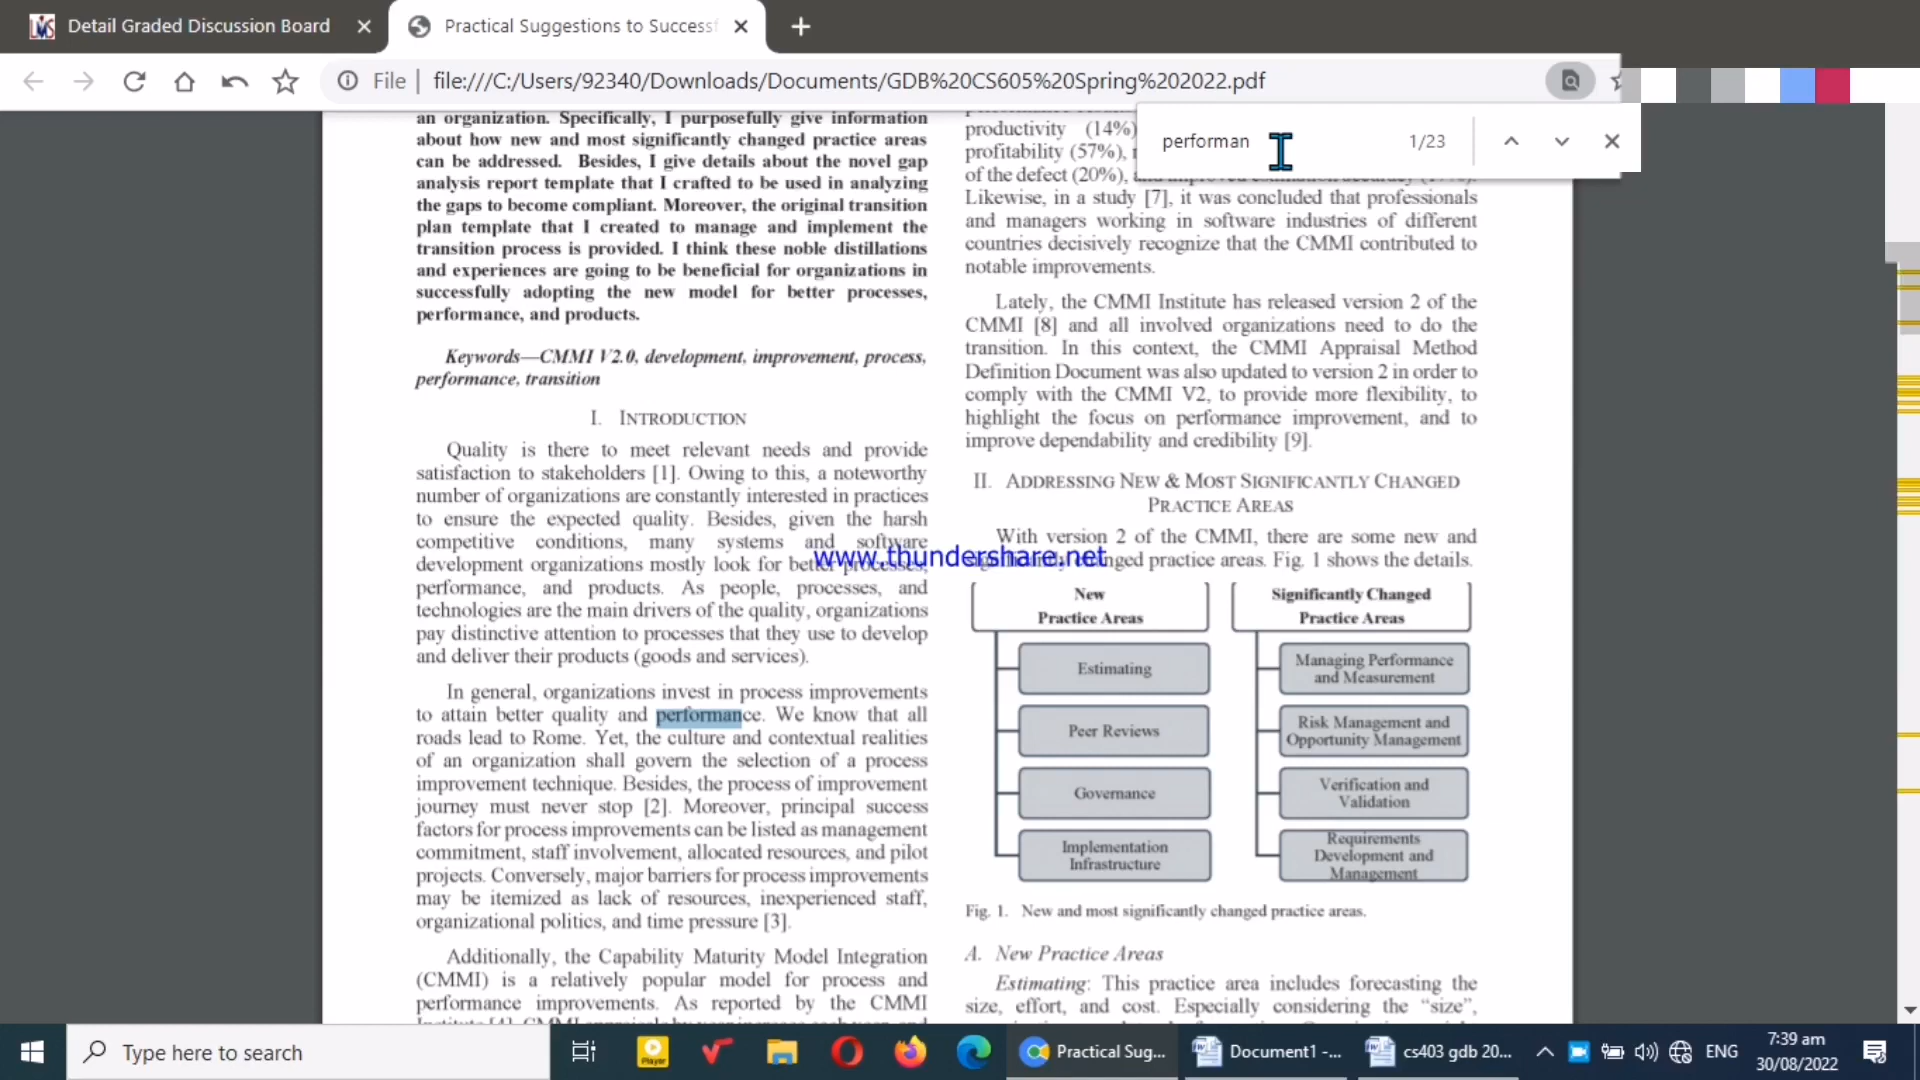 Detail Graded Discussion Board
Practical Suggestions to Success
File
file:///C:/Users/92340/Downloads/Documents/GDB%20CS605%20Spring%202022.pdf
performan
1/23
an organization. Specifically, I purposefully give information
about how new and most significantly changed practice areas
can be addressed. Besides, I give details about the novel gap
analysis report template that I crafted to be used in analyzing
the gaps to become compliant. Moreover, the original transition
plan template that I created to manage and implement the
transition process is provided. I think these noble distillations
and experiences are going to be beneficial for organizations in
successfully adopting the new model for better processes,
performance, and products.
Keywords—CMMI V2.0, development, improvement, process,
performance, transition
I. INTRODUCTION
Quality is there to meet relevant needs and provide
satisfaction to stakeholders [1]. Owing to this, a noteworthy
number of organizations are constantly interested in practices
to ensure the expected quality. Besides, given the harsh
competitive conditions, many systems and software
development organizations mostly look for better processes,
performance, and products. As people, processes, and
technologies are the main drivers of the quality, organizations
pay distinctive attention to processes that they use to develop
and deliver their products (goods and services).
In general, organizations invest in process improvements
to attain better quality and performance. We know that all
roads lead to Rome. Yet, the culture and contextual realities
of an organization shall govern the selection of a process
improvement technique. Besides, the process of improvement
journey must never stop [2]. Moreover, principal success
factors for process improvements can be listed as management
commitment, staff involvement, allocated resources, and pilot
projects. Conversely, major barriers for process improvements
may be itemized as lack of resources, inexperienced staff,
organizational politics, and time pressure [3].
Additionally, the Capability Maturity Model Integration
(CMMI) is a relatively popular model for process and
performance improvements. As reported by the CMMI
productivity (14%)
profitability (57%),
of the defect (20%),
Likewise, in a study [7], it was concluded that professionals
and managers working in software industries of different
countries decisively recognize that the CMMI contributed to
notable improvements.
Lately, the CMMI Institute has released version 2 of the
CMMI [8] and all involved organizations need to do the
transition. In this context, the CMMI Appraisal Method
Definition Document was also updated to version 2 in order to
comply with the CMMI V2, to provide more flexibility, to
highlight the focus on performance improvement, and to
improve dependability and credibility [9].
II. ADDRESSING NEW & MOST SIGNIFICANTLY CHANGED
PRACTICE AREAS
With version 2 of the CMMI, there are some new and
significantly changed practice areas. Fig. 1 shows the details.
www.thundershare.net
New
Practice Areas
Estimating
Peer Reviews
Governance
Implementation
Infrastructure
Significantly Changed
Practice Areas
Managing Performance
and Measurement
Risk Management and
Opportunity Management
Verification and
Validation
Requirements
Development and
Management
Fig. 1. New and most significantly changed practice areas.
A. New Practice Areas
Estimating: This practice area includes forecasting the
size, effort, and cost. Especially considering the “size”,
Type here to search
Player
Practical Sug...
Document1 -...
cs403 gdb 20...
ENG
7:39 am
30/08/2022